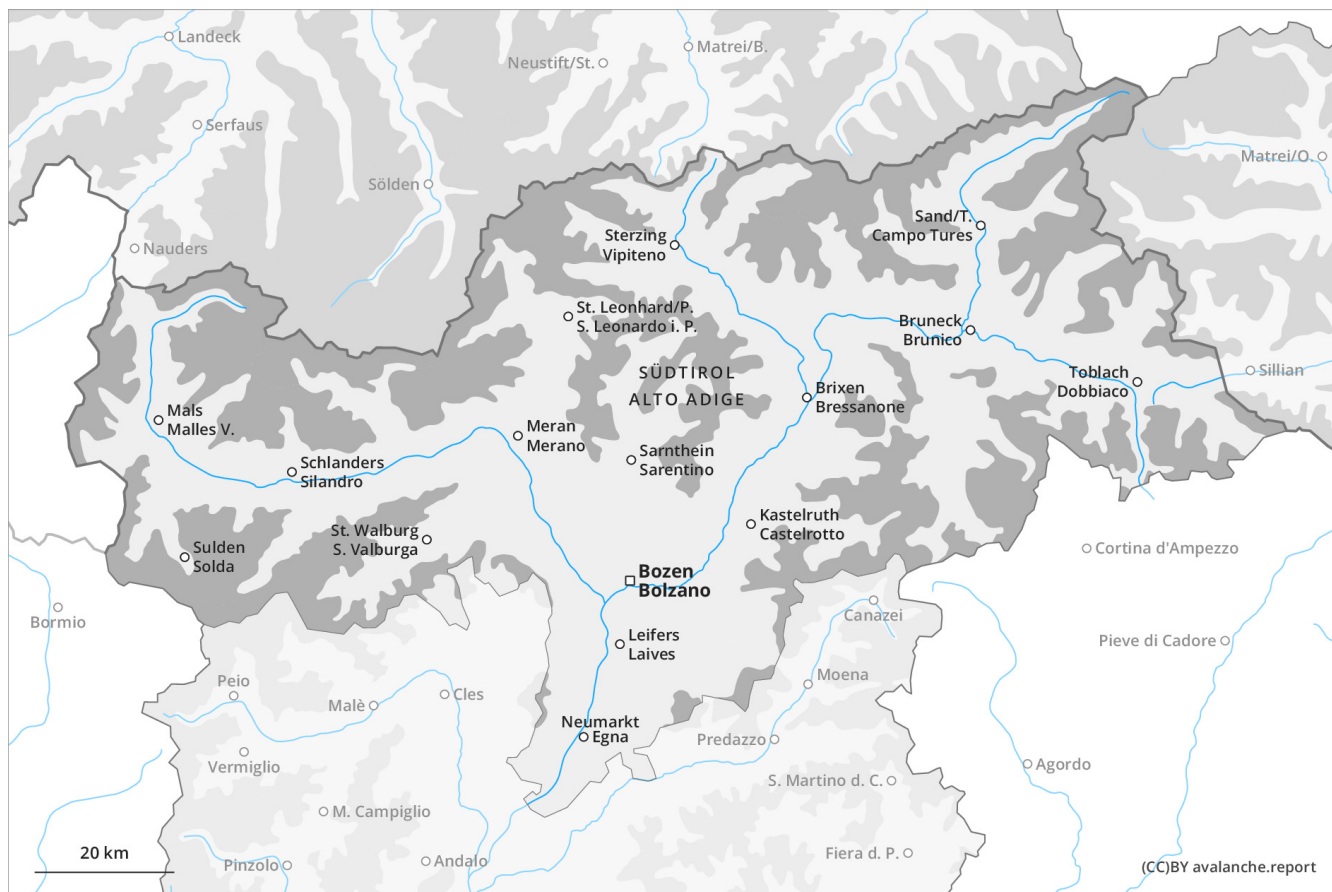 Landeck
Matrei/B.
Neustift/St.
Serfaus
Matrei/O.
Sölden
Sand/T.
Campo Tures
Sterzing
Vipiteno
Nauders
St. Leonhard/P.
S. Leonardo i. P.
Bruneck
Brunico
SÜDTIROL
ALTO ADIGE
Toblach
Dobbiaco
Sillian
Brixen
Bressanone
Mals
Malles V.
Meran
Merano
Sarnthein
Sarentino
Schlanders
Silandro
Kastelruth
Castelrotto
St. Walburg
S. Valburga
Sulden
Solda
Cortina d'Ampezzo
Bozen
Bolzano
Bormio
Canazei
Leifers
Laives
Pieve di Cadore
Peio
Moena
Malè
Cles
Neumarkt
Egna
Predazzo
Vermiglio
Agordo
S. Martino d. C.
M. Campiglio
20 km
Pinzolo
Andalo
Fiera d. P.
(CC)BY avalanche.report